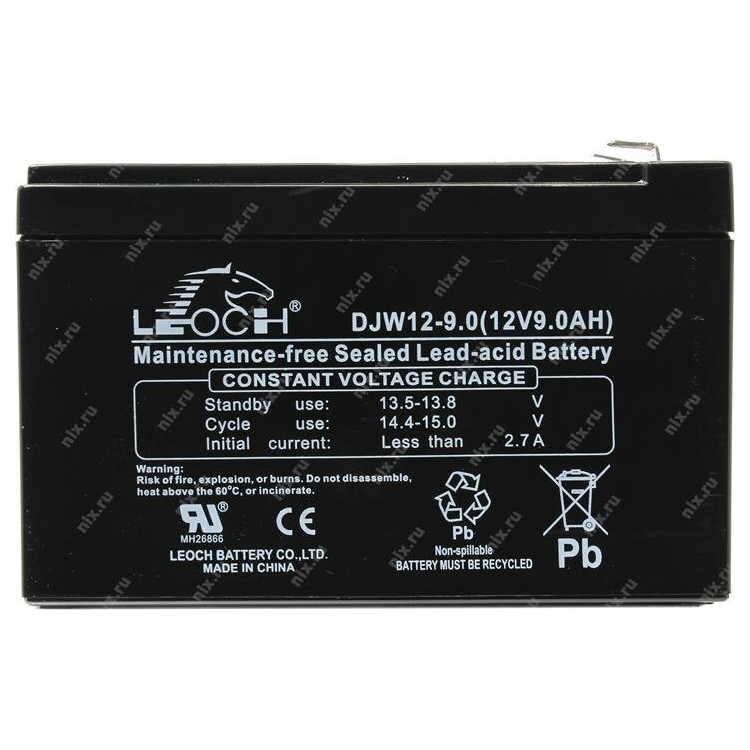 LEOCH®
DJW12-9.0(12V9.0AH)
Maintenance-free Sealed Lead-acid Battery
CONSTANT VOLTAGE CHARGE
Standby use: 13.5-13.8 V
Cycle use: 14.4-15.0 V
Initial current: Less than 2.7A
Warning:
Risk of fire, explosion, or burns. Do not disassemble,
heat above the 60°C, or incinerate.
MH26866
CE
LEOCH BATTERY CO.,LTD.
MADE IN CHINA
Pb
Non-spillable
BATTERY MUST BE RECYCLED
Pb
nix.ru